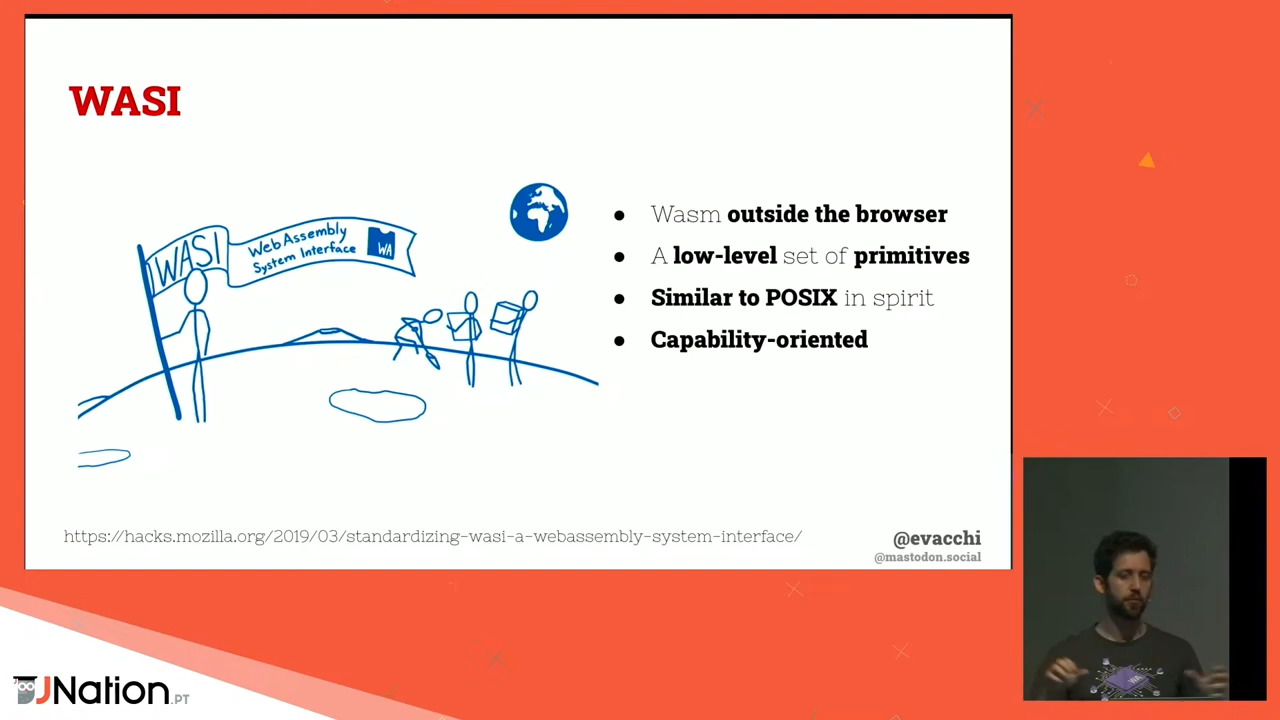 WASI
WASI
WebAssembly
System Interface
WA
● Wasm outside the browser
● A low-level set of primitives
● Similar to POSIX in spirit
● Capability-oriented
https://hacks.mozilla.org/2019/03/standardizing-wasi-a-webassembly-system-interface/
@evacchi
@mastodon.social
WA
JNation.PT